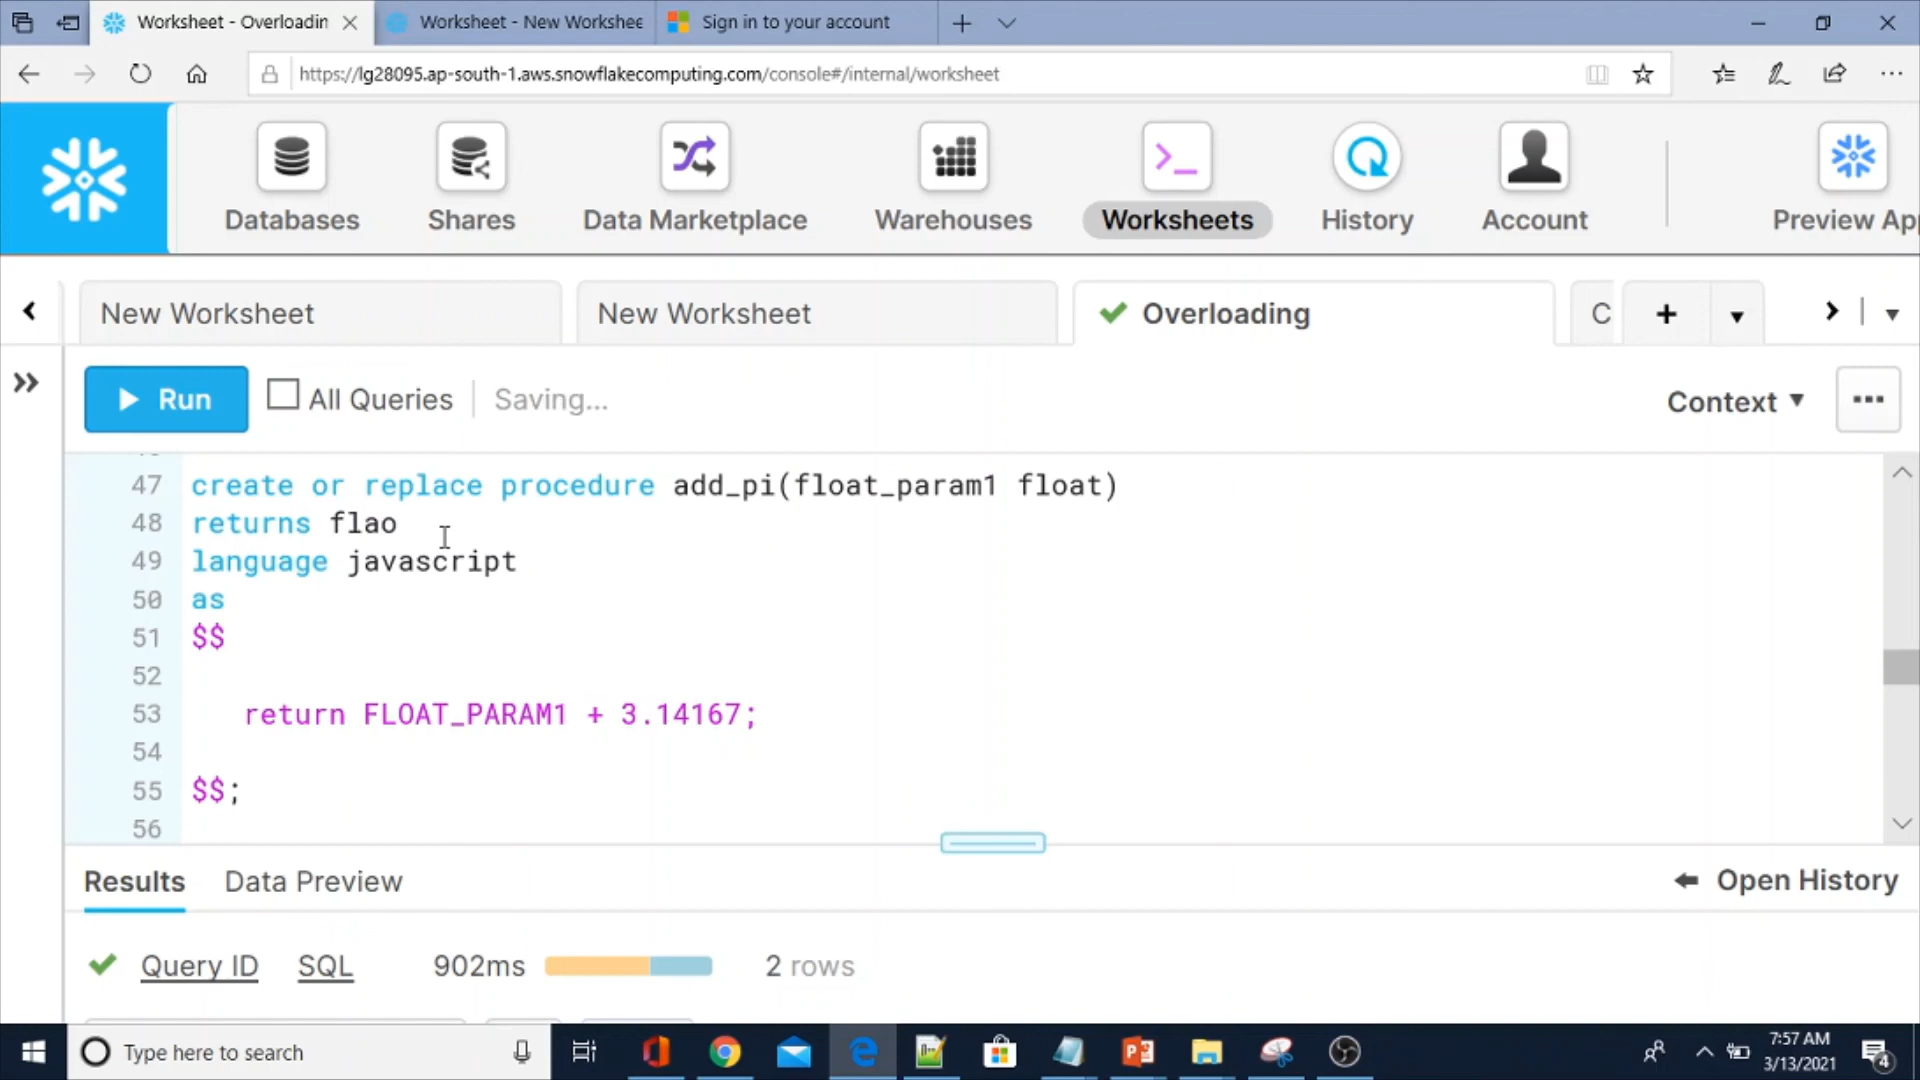 Worksheet - Overloadin
Worksheet - New Workshee
Sign in to your account
https://lg28095.ap-south-1.aws.snowflakecomputing.com/console#/internal/worksheet
Databases
Shares
Data Marketplace
Warehouses
Worksheets
History
Account
Preview Ap
New Worksheet
New Worksheet
Overloading
C
Run
All Queries
Saving...
Context
47 create or replace procedure add_pi(float_param1 float)
48 returns flao
49 language javascript
50 as
51 $$
52
53 return FLOAT_PARAM1 + 3.14167;
54
55 $$;
56
Results
Data Preview
Open History
Query ID
SQL
902ms
2 rows
Type here to search
7:57 AM
3/13/2021
4